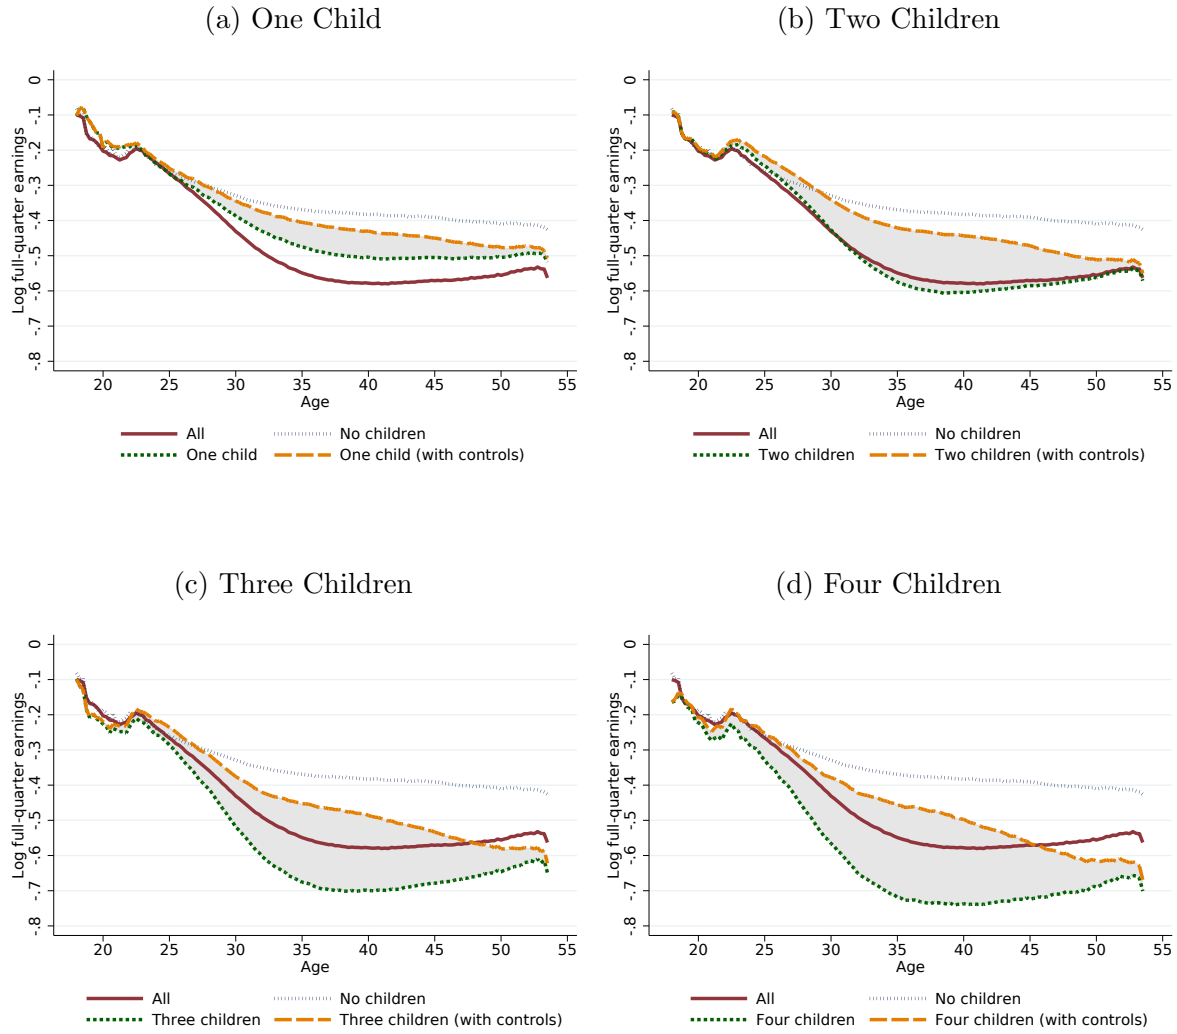 (a) One Child
Log full-quarter earnings
0
-.1
-.2
-.3
-.4
-.5
-.6
-.7
-.8
20 25 30 35 40 45 50 55
Age
All No children
One child One child (with controls)
(b) Two Children
Log full-quarter earnings
0
-.1
-.2
-.3
-.4
-.5
-.6
-.7
-.8
20 25 30 35 40 45 50 55
Age
All No children
Two children Two children (with controls)
(c) Three Children
Log full-quarter earnings
0
-.1
-.2
-.3
-.4
-.5
-.6
-.7
-.8
20 25 30 35 40 45 50 55
Age
All No children
Three children Three children (with controls)
(d) Four Children
Log full-quarter earnings
0
-.1
-.2
-.3
-.4
-.5
-.6
-.7
-.8
20 25 30 35 40 45 50 55
Age
All No children
Four children Four children (with controls)